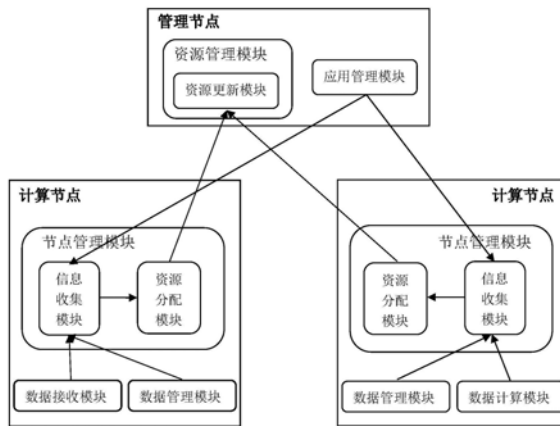 管理节点
资源管理模块
资源更新模块
应用管理模块
计算节点
节点管理模块
信息
收集
模块
资源
分配
模块
数据接收模块
数据管理模块
计算节点
节点管理模块
资源
分配
模块
信息
收集
模块
数据管理模块
数据计算模块